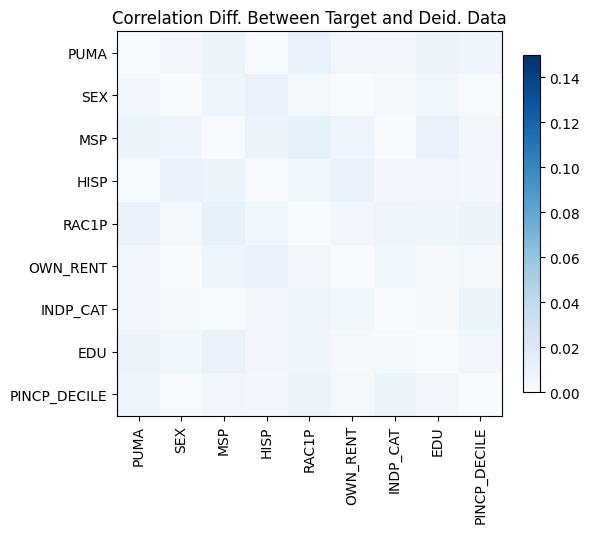 Correlation Diff. Between Target and Deid. Data
PUMA
SEX
MSP
HISP
RAC1P
OWN_RENT
INDP_CAT
EDU
PINCP_DECILE
PUMA
SEX
MSP
HISP
RAC1P
OWN_RENT
INDP_CAT
EDU
PINCP_DECILE
0.14
0.12
0.10
0.08
0.06
0.04
0.02
0.00